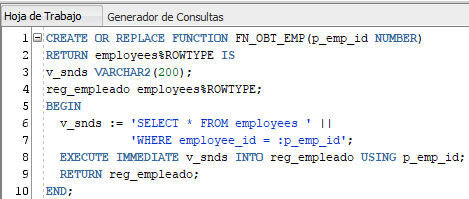 Hoja de Trabajo Generador de Consultas
1 CREATE OR REPLACE FUNCTION FN_OBT_EMP(p_emp_id NUMBER)
2 RETURN employees%ROWTYPE IS
3 v_snds VARCHAR2(200);
4 reg_empleado employees%ROWTYPE;
5 BEGIN
6 v_snds := 'SELECT * FROM employees ' ||
7 'WHERE employee_id = :p_emp_id';
8 EXECUTE IMMEDIATE v_snds INTO reg_empleado USING p_emp_id;
9 RETURN reg_empleado;
10 END;